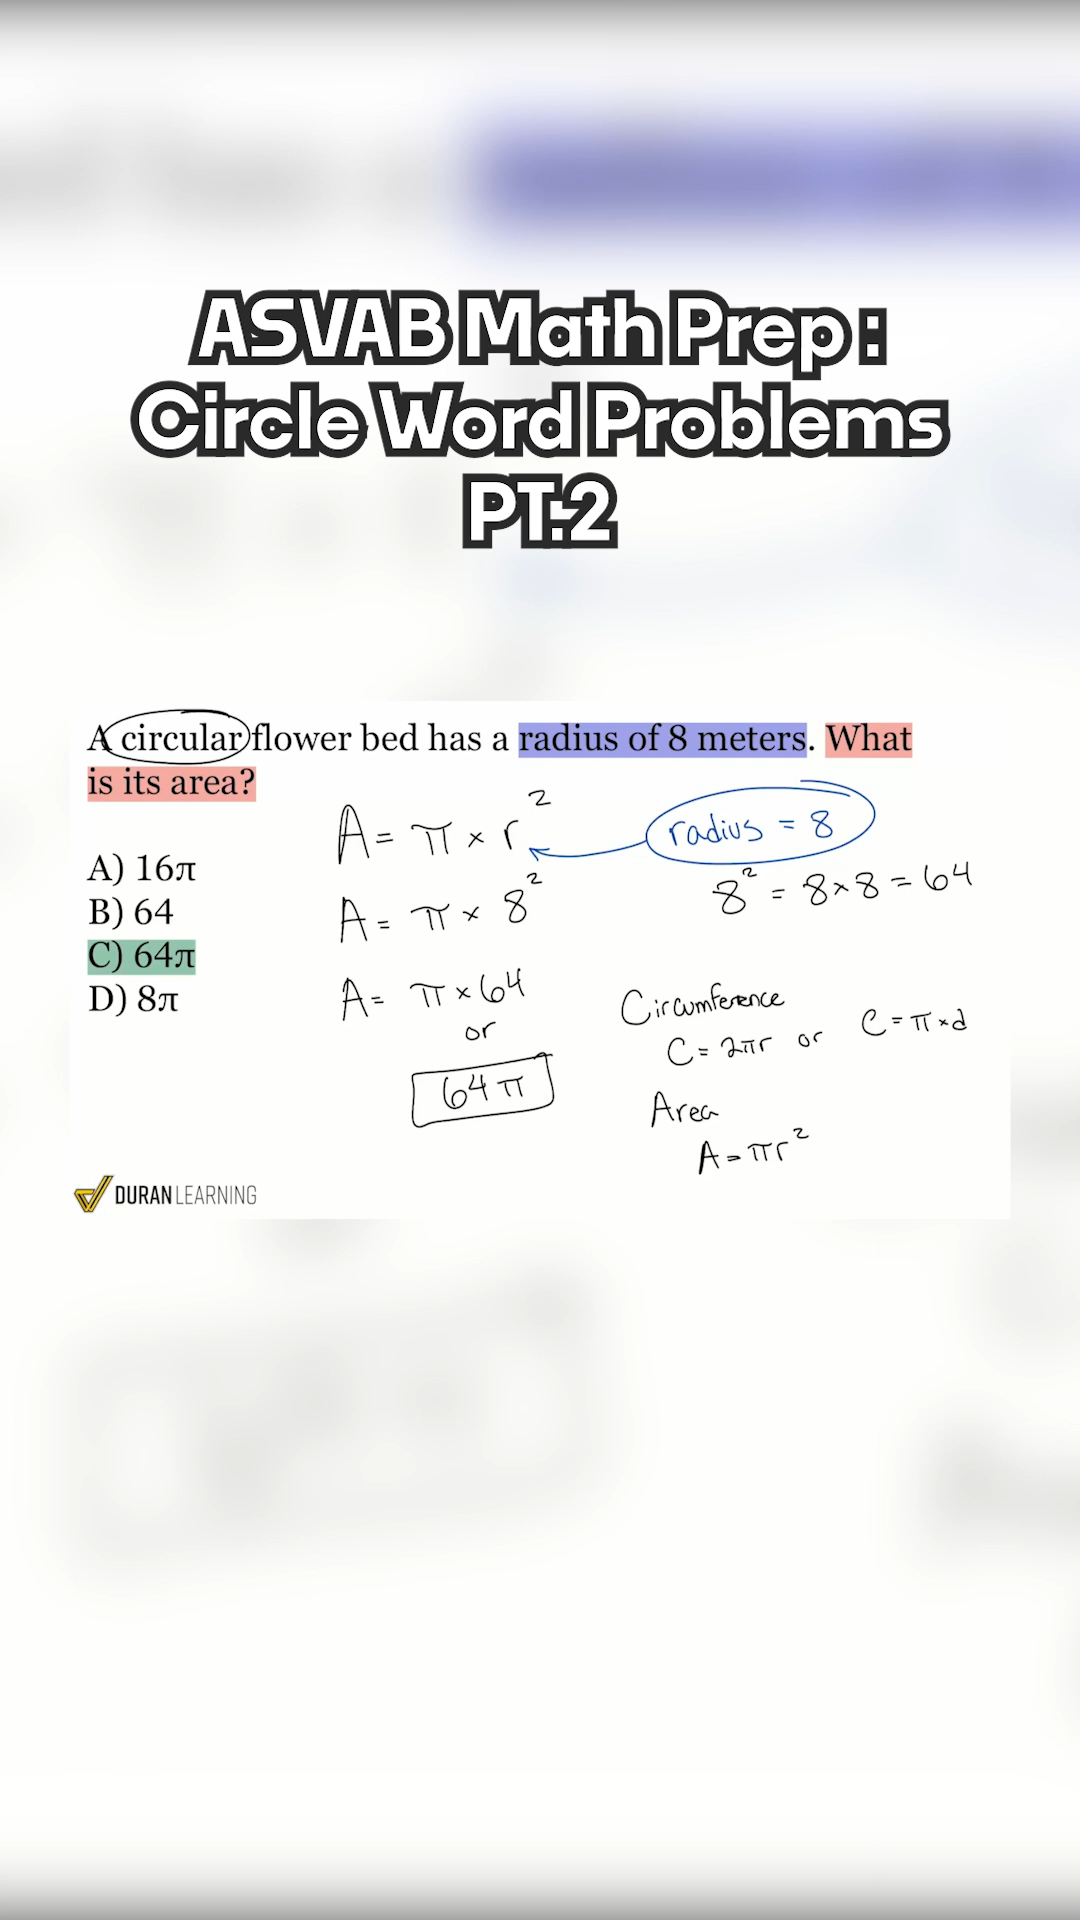 ASVAB Math Prep :
Circle Word Problems
PT.2
A circular flower bed has a radius of 8 meters. What
is its area?
A) 16π
B) 64
C) 64π
D) 8π
A = π × r²
A = π × 8²
A = π × 64
or
64 π
radius = 8
8² = 8×8 = 64
Circumference
C = 2πr or C = π × d
Area
A = πr²
DURAN LEARNING